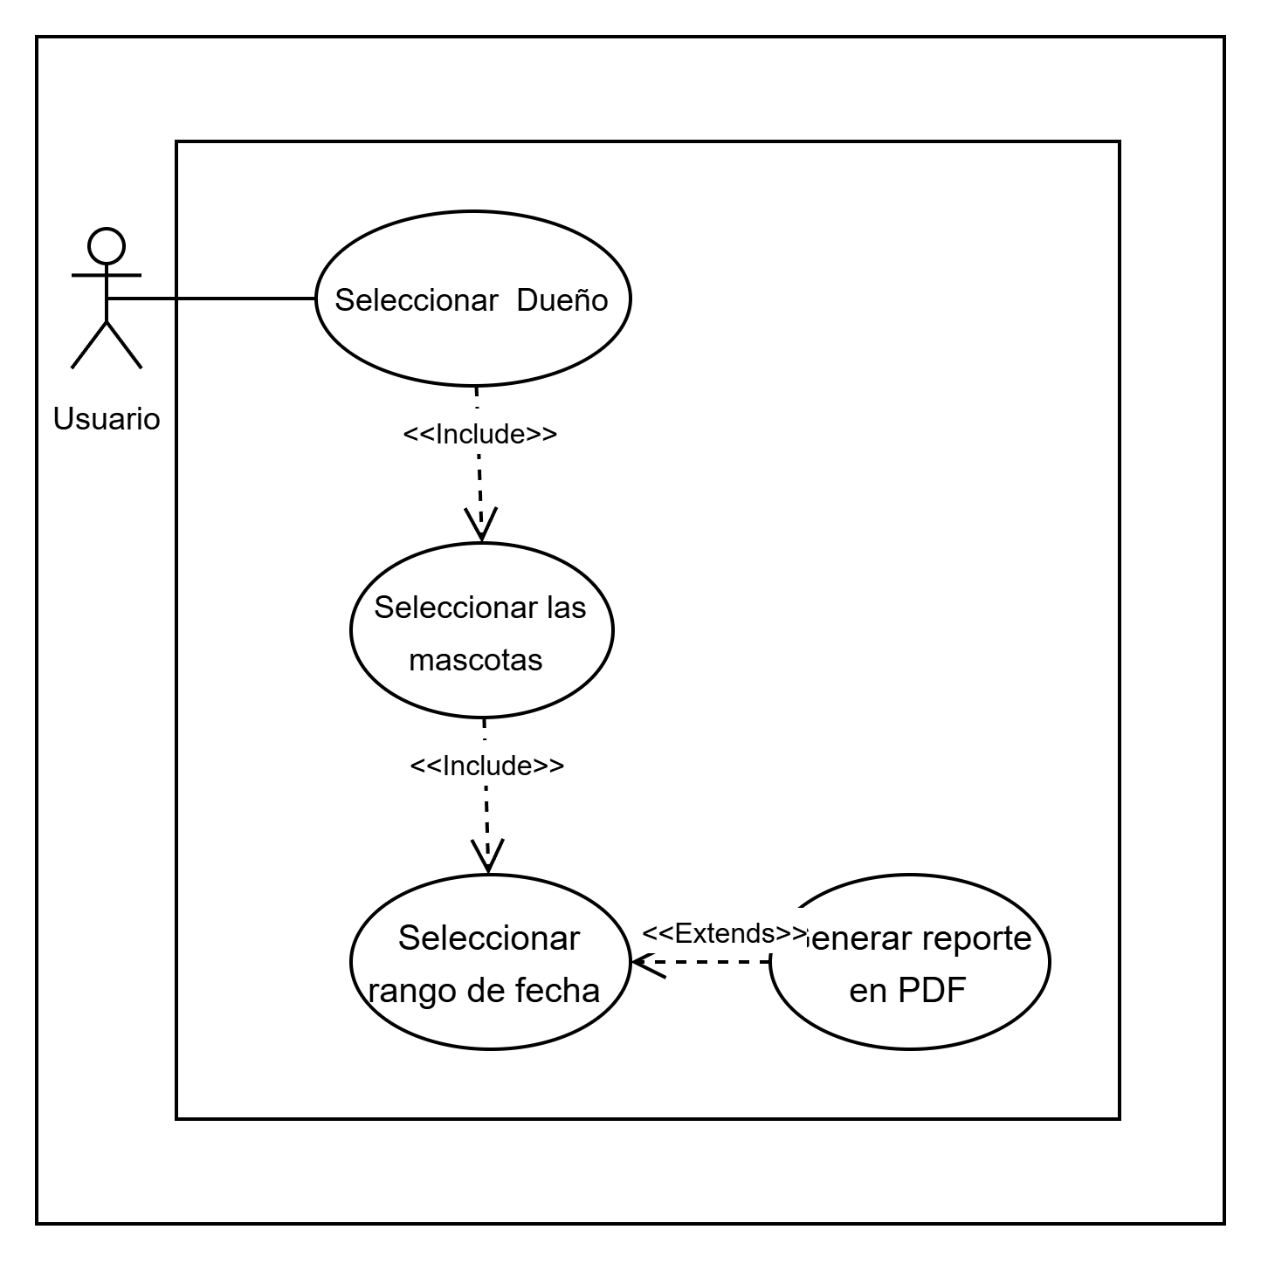 Seleccionar Dueño
Usuario
<<Include>>
Seleccionar las
mascotas
<<Include>>
<<Extends>>
Seleccionar
rango de fecha
enerar reporte
en PDF